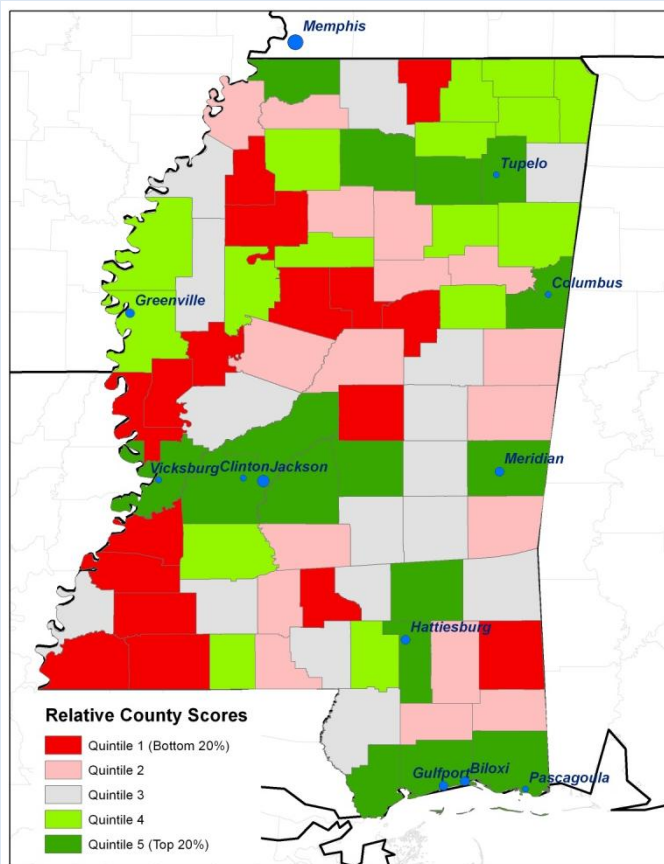 Memphis
Tupelo
Columbus
Greenville
Vicksburg
Clinton
Jackson
Meridian
Hattiesburg
Gulfport
Biloxi
Pascagoula
Relative County Scores
Quintile 1 (Bottom 20%)
Quintile 2
Quintile 3
Quintile 4
Quintile 5 (Top 20%)